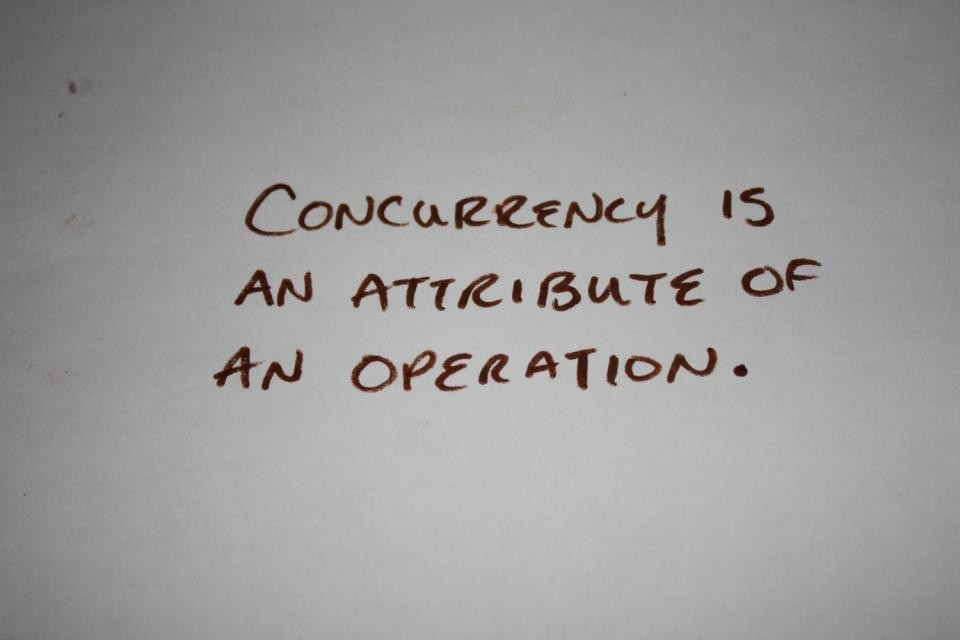 CONCURRENCY IS
AN ATTRIBUTE OF
AN OPERATION.